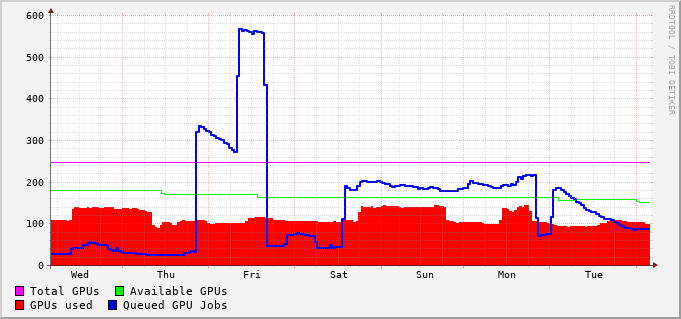 RRDTOOL / TOBI OETIKER
600
500
400
300
200
100
0
Wed Thu Fri Sat Sun Mon Tue
Total GPUs Available GPUs
GPUs used Queued GPU Jobs